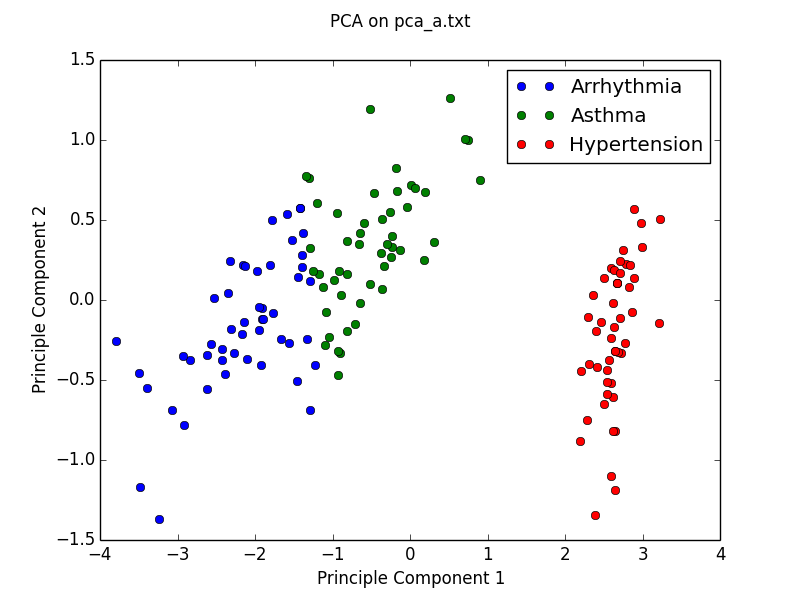 PCA on pca_a.txt
1.5
1.0
0.5
0.0
−0.5
−1.0
−1.5
Principle Component 2
Arrhythmia
Asthma
Hypertension
−4 −3 −2 −1 0 1 2 3 4
Principle Component 1